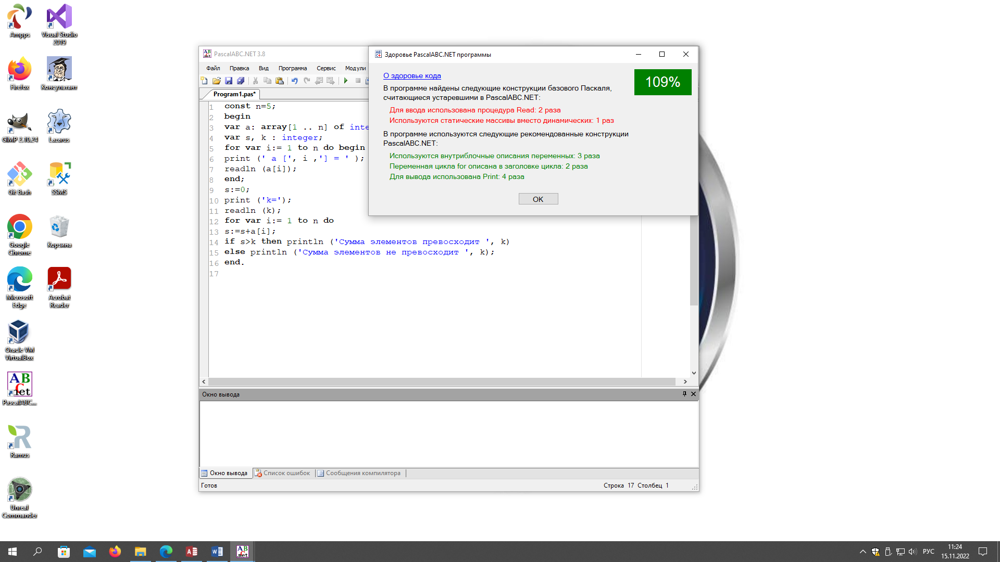 Ampps
Visual Studio 2019
Firefox
Консультант
GIMP 2.10.24
Lazarus
Git Bash
SSMS
Google Chrome
Корзина
Microsoft Edge
Acrobat Reader
Oracle VM VirtualBox
PascalABC...
Ramus
Unreal Commander
PascalABC.NET 3.8
Файл Правка Вид Программа Сервис Модули
Program1.pas*
1 const n=5;
2 begin
3 var a: array[1 .. n] of inte
4 var s, k : integer;
5 for var i:= 1 to n do begin
6 print (' a [', i ,'] = ' );
7 readln (a[i]);
8 end;
9 s:=0;
10 print ('k=');
11 readln (k);
12 for var i:= 1 to n do
13 s:=s+a[i];
14 if s>k then println ('Сумма элементов превосходит ', k)
15 else println ('Сумма элементов не превосходит ', k);
16 end.
17
Здоровье PascalABC.NET программы
О здоровье кода
109%
В программе найдены следующие конструкции базового Паскаля,
считающиеся устаревшими в PascalABC.NET:
Для ввода использована процедура Read: 2 раза
Используются статические массивы вместо динамических: 1 раз
В программе используются следующие рекомендованные конструкции
PascalABC.NET:
Используются внутриблочные описания переменных: 3 раза
Переменная цикла for описана в заголовке цикла: 2 раза
Для вывода использована Print: 4 раза
OK
Окно вывода
Окно вывода Список ошибок Сообщения компилятора
Готов Строка 17 Столбец 1
РУС
11:24
15.11.2022